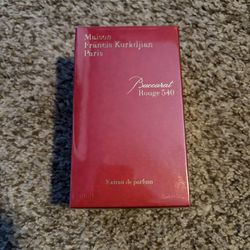 Maison
Francis Kurkdjian
Paris
Baccarat
Rouge 540
Extrait de parfum